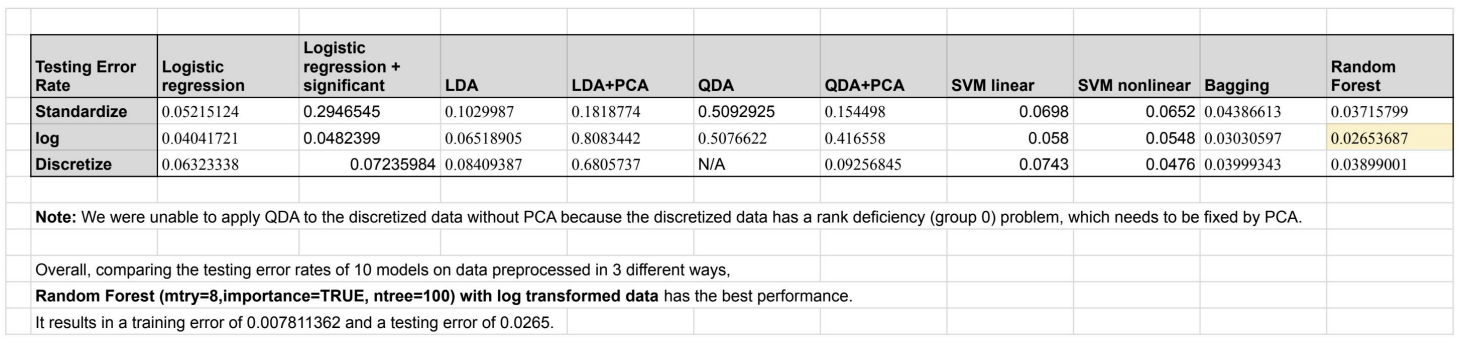 Testing Error Rate Logistic regression Logistic regression + significant LDA LDA+PCA QDA QDA+PCA SVM linear SVM nonlinear Bagging Random Forest
Standardize 0.05215124 0.2946545 0.1029987 0.1818774 0.5092925 0.154498 0.0698 0.0652 0.04386613 0.03715799
log 0.04041721 0.0482399 0.06518905 0.8083442 0.5076622 0.416558 0.058 0.0548 0.03030597 0.02653687
Discretize 0.06323338 0.07235984 0.08409387 0.6805737 N/A 0.09256845 0.0743 0.0476 0.03999343 0.03899001
Note: We were unable to apply QDA to the discretized data without PCA because the discretized data has a rank deficiency (group 0) problem, which needs to be fixed by PCA.
Overall, comparing the testing error rates of 10 models on data preprocessed in 3 different ways,
Random Forest (mtry=8,importance=TRUE, ntree=100) with log transformed data has the best performance.
It results in a training error of 0.007811362 and a testing error of 0.0265.